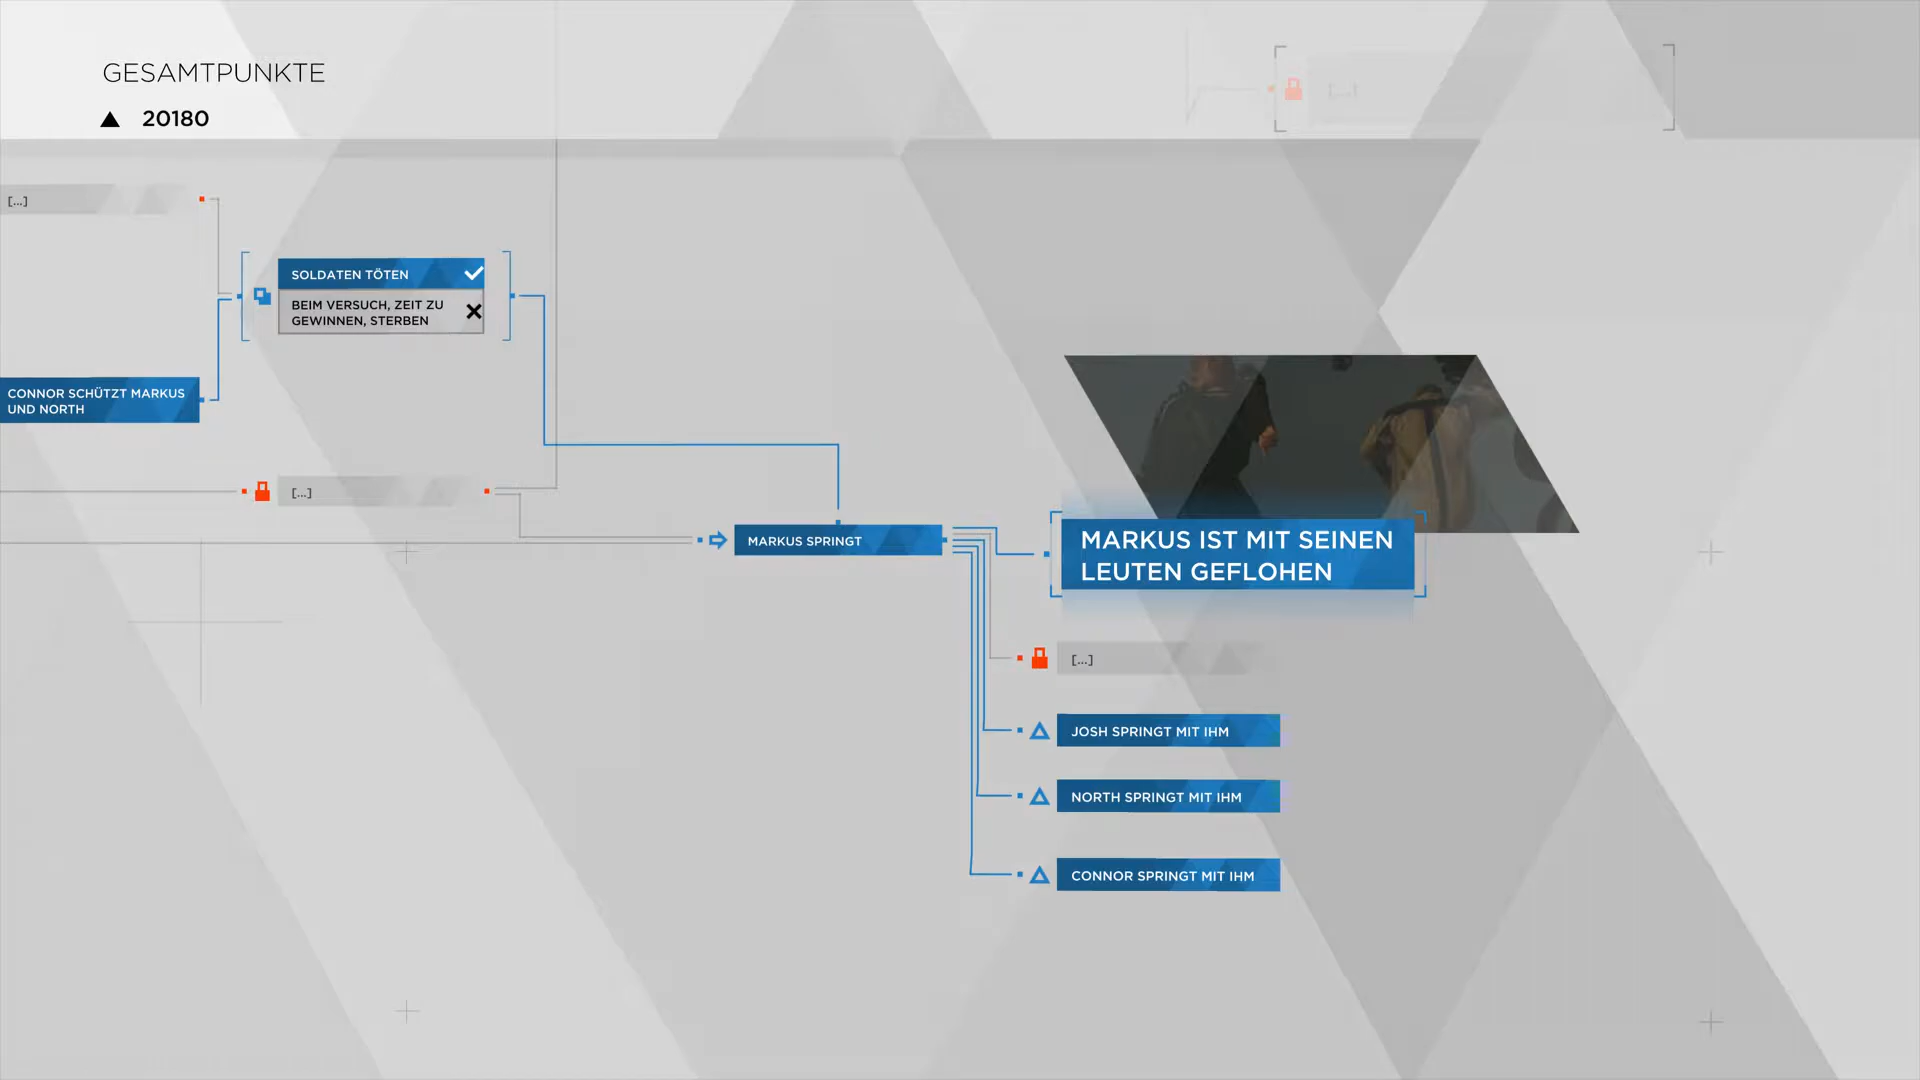 GESAMTPUNKTE
20180
[...]
[...]
SOLDATEN TÖTEN
BEIM VERSUCH, ZEIT ZU
GEWINNEN, STERBEN
CONNOR SCHÜTZT MARKUS
UND NORTH
[...]
MARKUS SPRINGT
MARKUS IST MIT SEINEN
LEUTEN GEFLOHEN
[...]
JOSH SPRINGT MIT IHM
NORTH SPRINGT MIT IHM
CONNOR SPRINGT MIT IHM